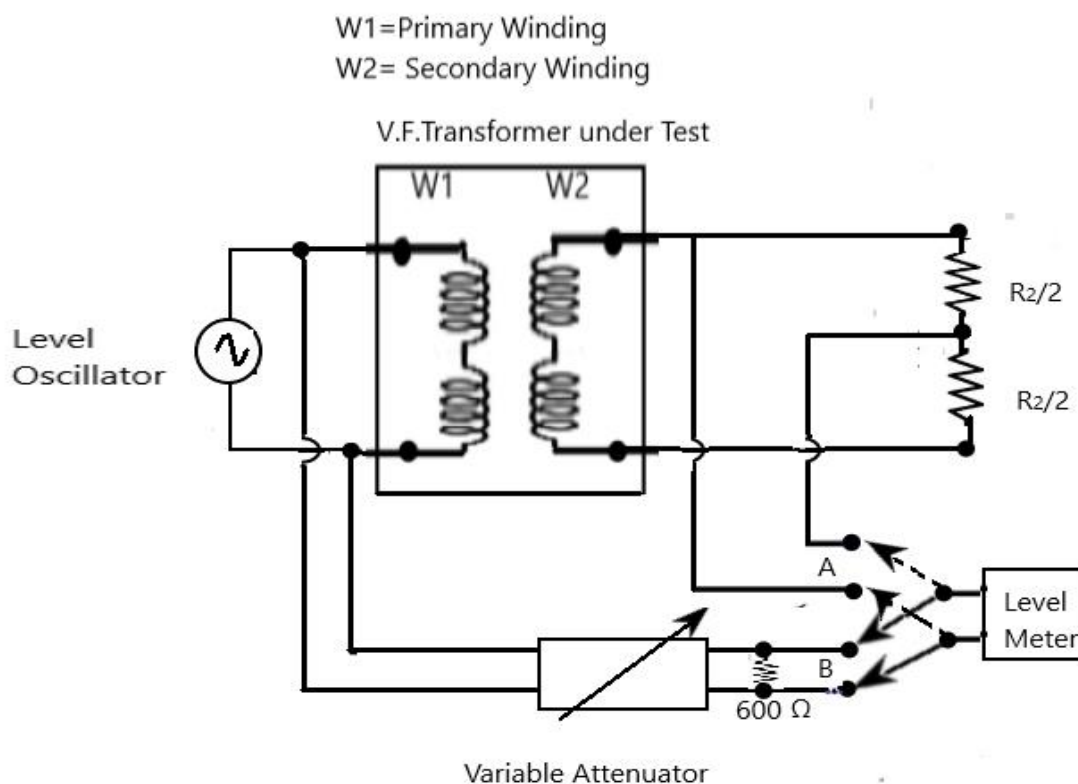 W1=Primary Winding
W2= Secondary Winding
V.F.Transformer under Test
W1 W2
Level
Oscillator
R2/2
R2/2
A
Level
Meter
B
600 Ω
Variable Attenuator